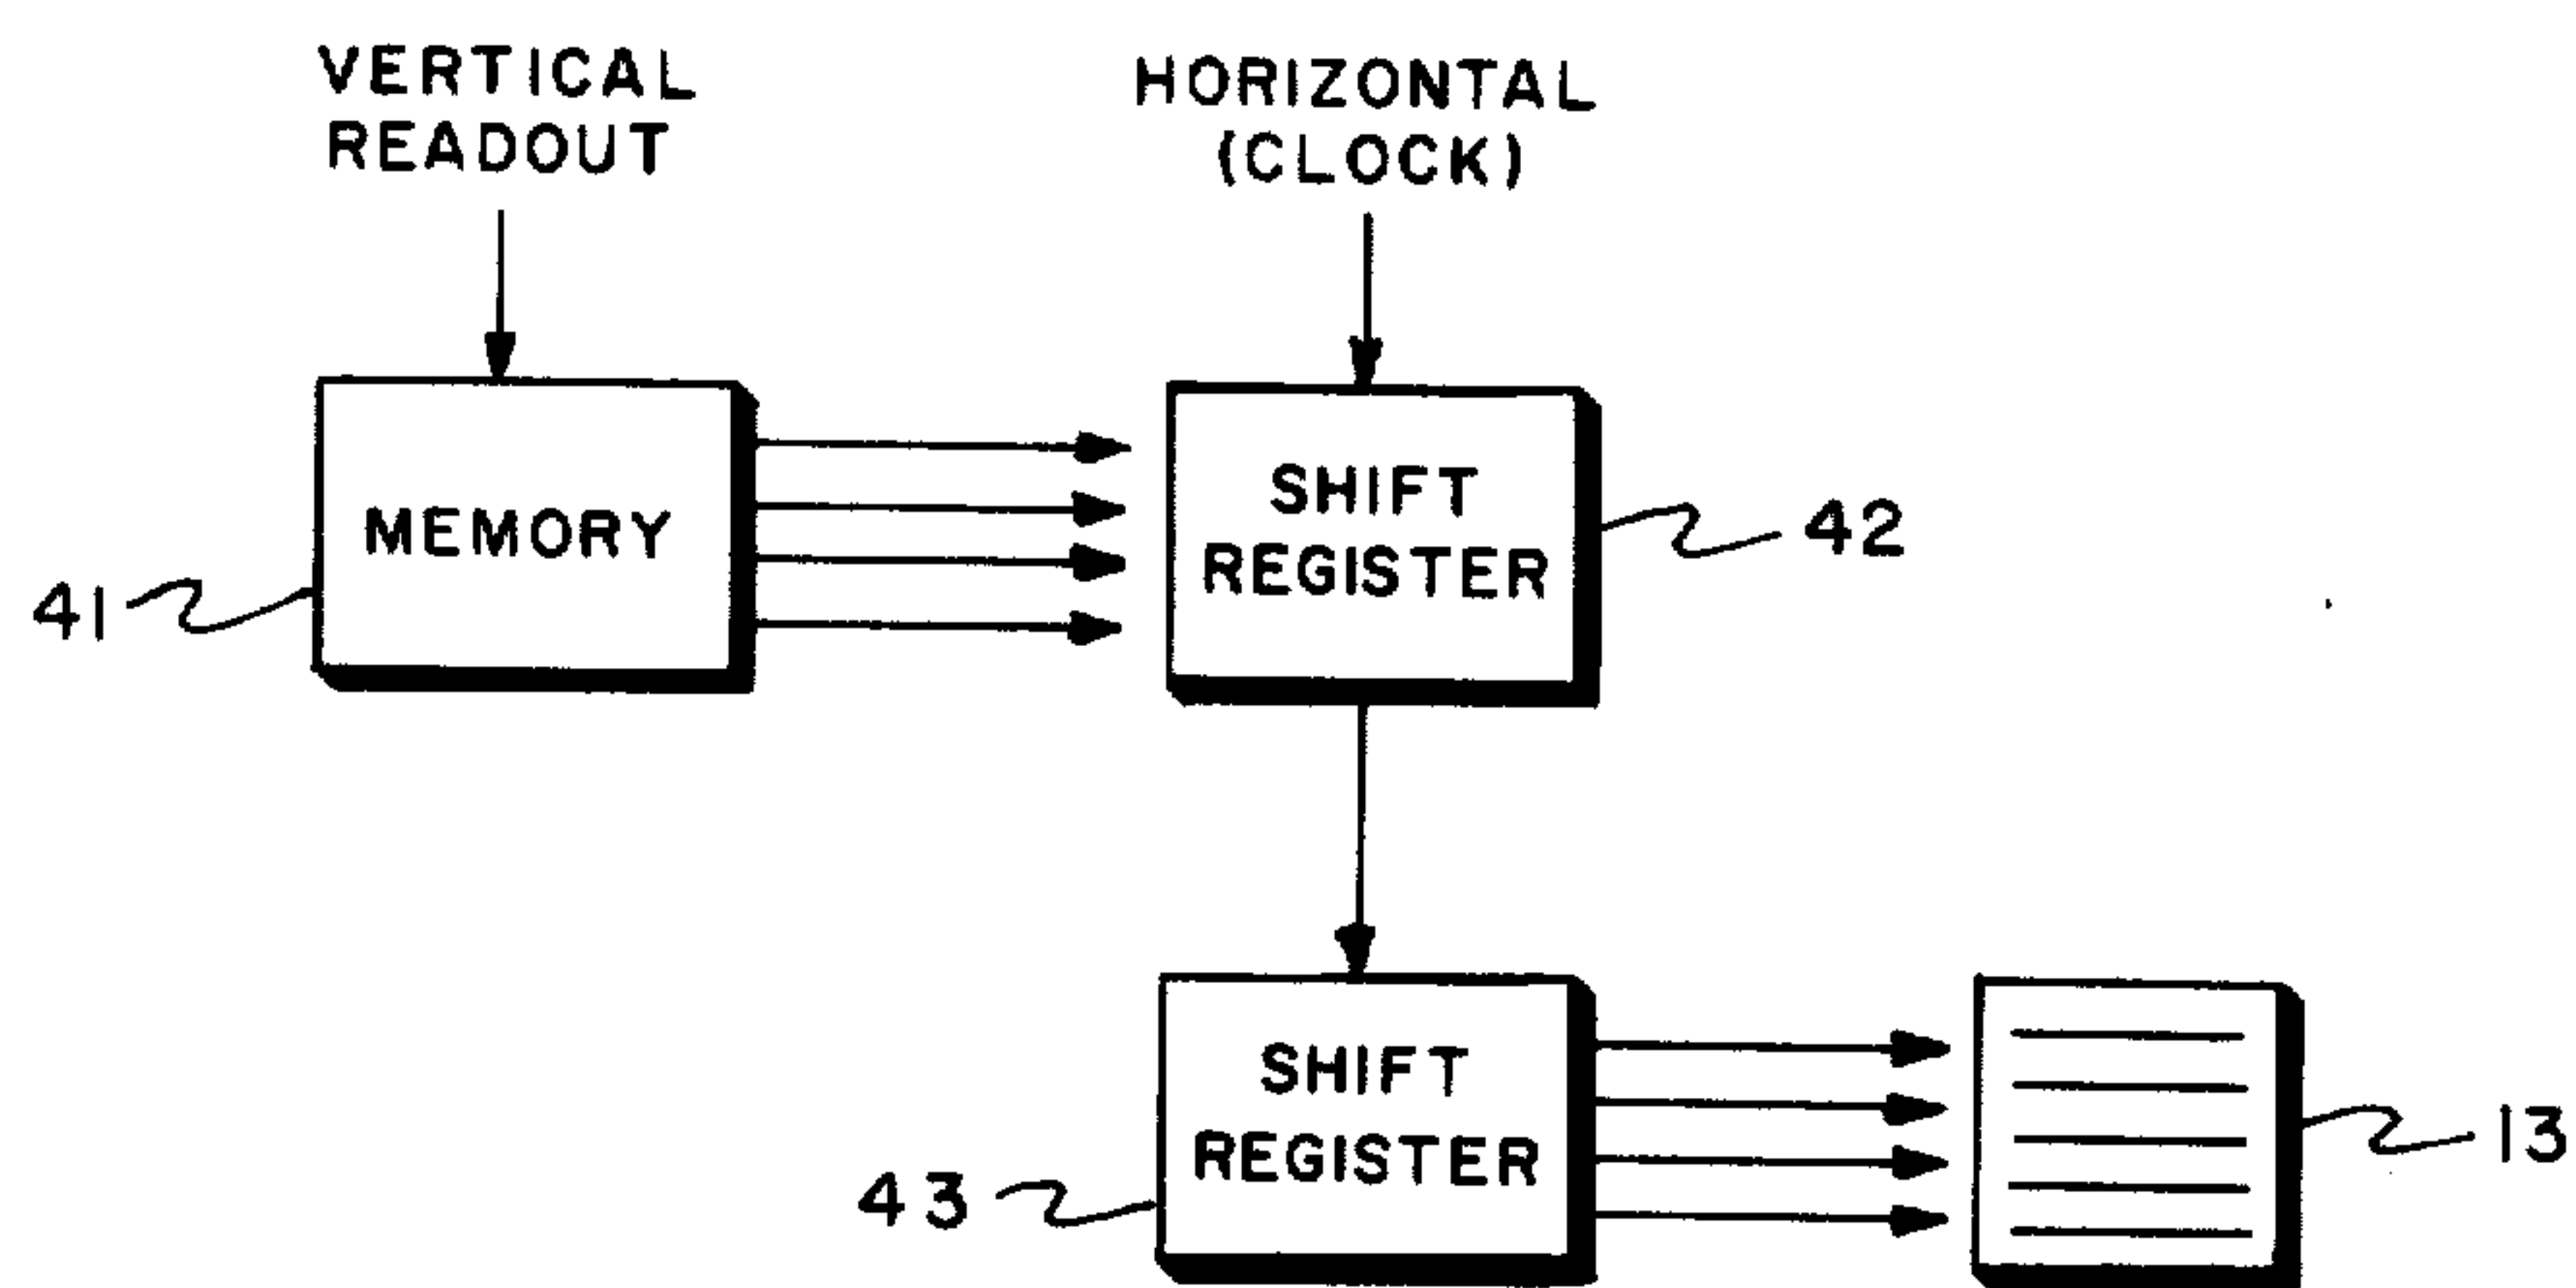 VERTICAL
READOUT
HORIZONTAL
(CLOCK)
MEMORY
SHIFT
REGISTER
42
41
SHIFT
REGISTER
43
13